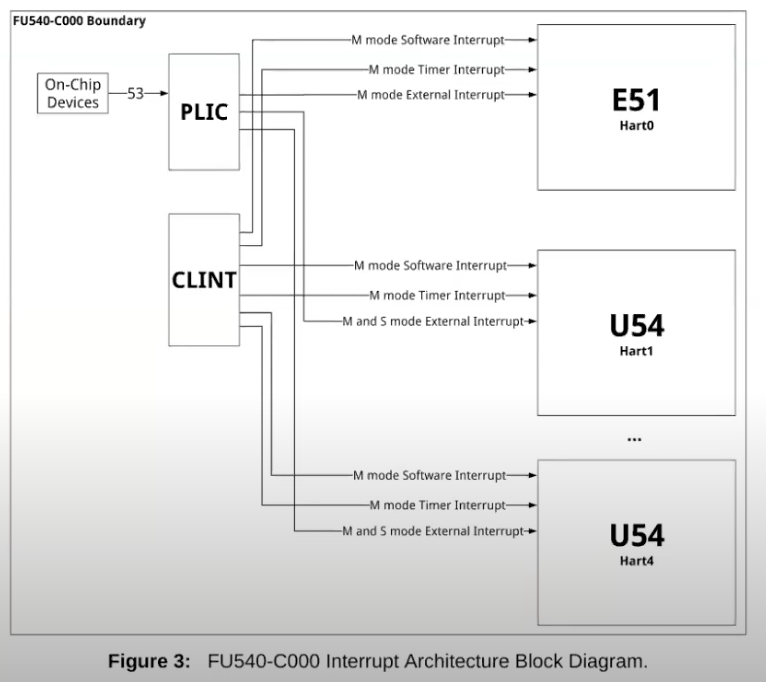 FU540-C000 Boundary
On-Chip
Devices
53
PLIC
CLINT
M mode Software Interrupt
M mode Timer Interrupt
M mode External Interrupt
E51
Hart0
M mode Software Interrupt
M mode Timer Interrupt
M and S mode External Interrupt
U54
Hart1
...
M mode Software Interrupt
M mode Timer Interrupt
M and S mode External Interrupt
U54
Hart4
Figure 3: FU540-C000 Interrupt Architecture Block Diagram.